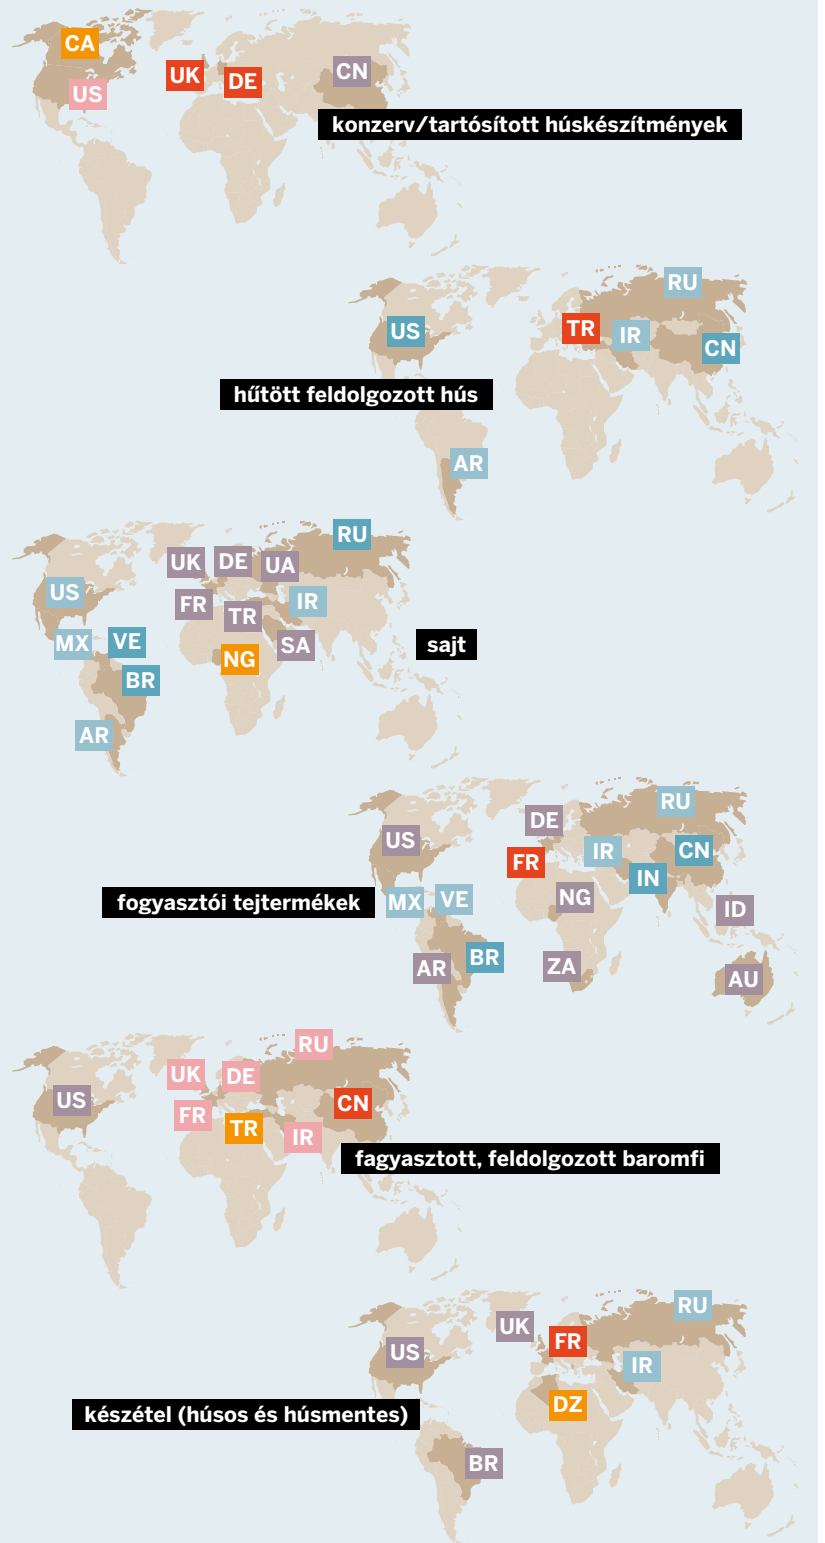 CA
UK
DE
CN
US
konzerv/tartósított húskészítmények
RU
US
TR
IR
CN
hűtött feldolgozott hús
AR
RU
UK
DE
UA
US
FR
TR
IR
MX
VE
NG
SA
sajt
BR
AR
RU
DE
US
FR
IR
CN
IN
fogyasztói tejtermékek
MX
VE
NG
ID
AR
BR
ZA
AU
RU
UK
DE
US
FR
TR
CN
IR
fagyasztott, feldolgozott baromfi
RU
UK
FR
US
IR
DZ
készétel (húsos és húsmentes)
BR